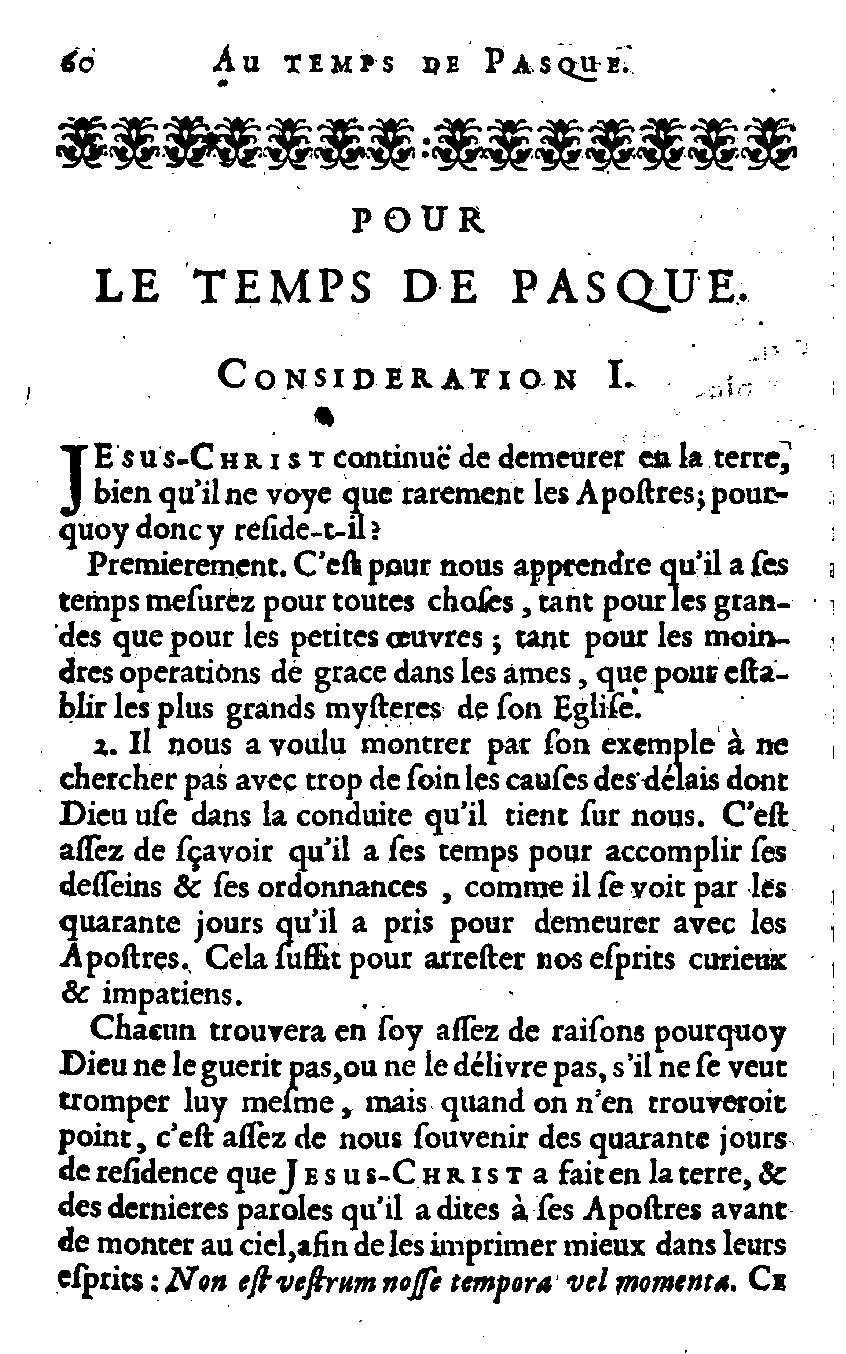 60 AU TEMPS DE PASQUE.
POUR
LE TEMPS DE PASQUE.
CONSIDERATION I.
JESUS-CHRIST continuë de demeurer en la terre,
bien qu'il ne voye que rarement les Apoſtres; pour-
quoy donc y reſide-t-il?
Premierement. C'eſt pour nous apprendre qu'il a ſes
temps meſurez pour toutes choſes, tant pour les gran-
des que pour les petites œuvres; tant pour les moin-
dres operations de grace dans les ames, que pour eſta-
blir les plus grands myſteres de ſon Egliſe.
2. Il nous a voulu montrer par ſon exemple à ne
chercher pas avec trop de ſoin les cauſes des délais dont
Dieu uſe dans la conduite qu'il tient ſur nous. C'eſt
aſſez de ſçavoir qu'il a ſes temps pour accomplir ſes
deſſeins & ſes ordonnances, comme il ſe voit par les
quarante jours qu'il a pris pour demeurer avec les
Apoſtres. Cela ſuffit pour arreſter nos eſprits curieux
& impatiens.
Chacun trouvera en ſoy aſſez de raiſons pourquoy
Dieu ne le guerit pas, ou ne le délivre pas, s'il ne ſe veut
tromper luy meſme, mais quand on n'en trouveroit
point, c'eſt aſſez de nous ſouvenir des quarante jours
de reſidence que JESUS-CHRIST a fait en la terre, &
des dernieres paroles qu'il a dites à ſes Apoſtres avant
de monter au ciel, afin de les imprimer mieux dans leurs
eſprits: Non eſt veſtrum noſſe tempora vel momenta. CE